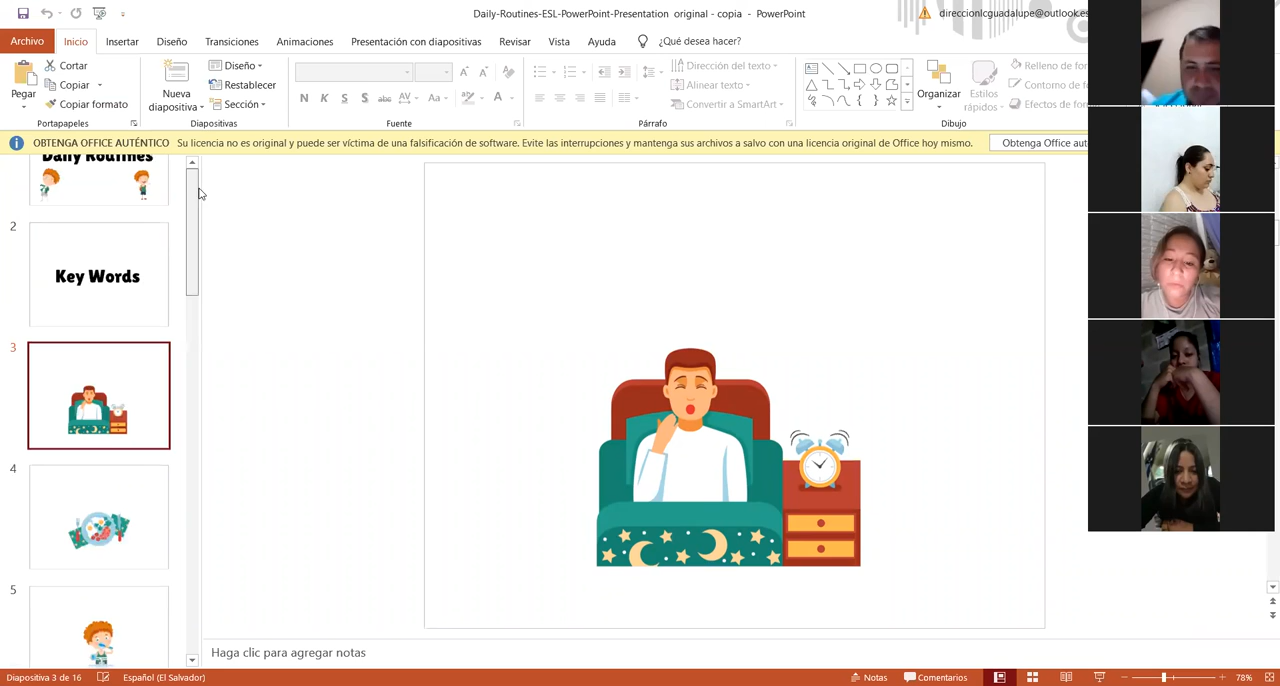 Daily-Routines-ESL-PowerPoint-Presentation original - copia - PowerPoint
direccionlcguadalupe@outlook.es
Archivo Inicio Insertar Diseño Transiciones Animaciones Presentación con diapositivas Revisar Vista Ayuda ¿Qué desea hacer?
Pegar
Cortar
Copiar
Copiar formato
Portapapeles
Nueva
diapositiva
Diseño
Restablecer
Sección
Diapositivas
N K S S abc AV Aa A
Fuente
Dirección del texto
Alinear texto
Convertir a SmartArt
Párrafo
Organizar
Estilos
rápidos
Relleno de for
Contorno de for
Efectos de for
Dibujo
OBTENGA OFFICE AUTÉNTICO Su licencia no es original y puede ser víctima de una falsificación de software. Evite las interrupciones y mantenga sus archivos a salvo con una licencia original de Office hoy mismo. Obtenga Office aut
Daily Routines
2
Key Words
3
4
5
Haga clic para agregar notas
Diapositiva 3 de 16 Español (El Salvador) Notas Comentarios 78%